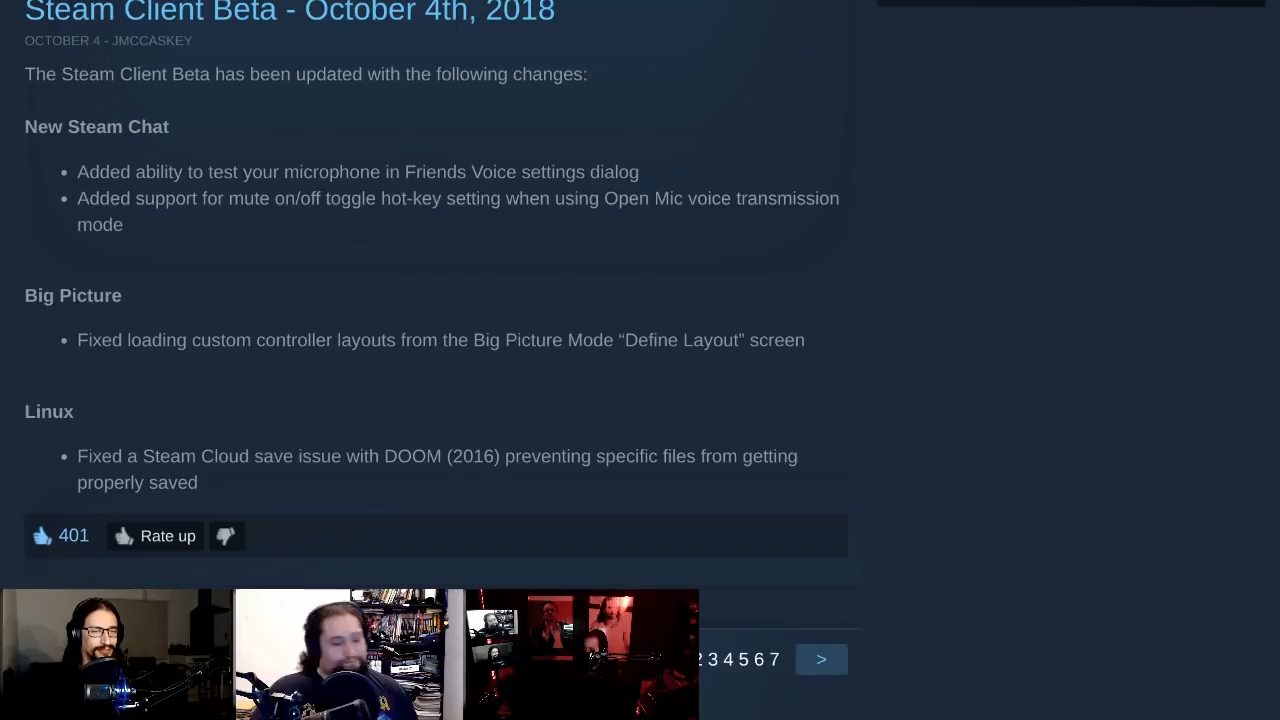 Steam Client Beta - October 4th, 2018
OCTOBER 4 - JMCCASKEY
The Steam Client Beta has been updated with the following changes:
New Steam Chat
• Added ability to test your microphone in Friends Voice settings dialog
• Added support for mute on/off toggle hot-key setting when using Open Mic voice transmission
mode
Big Picture
• Fixed loading custom controller layouts from the Big Picture Mode “Define Layout” screen
Linux
• Fixed a Steam Cloud save issue with DOOM (2016) preventing specific files from getting
properly saved
401 Rate up
2 3 4 5 6 7 >